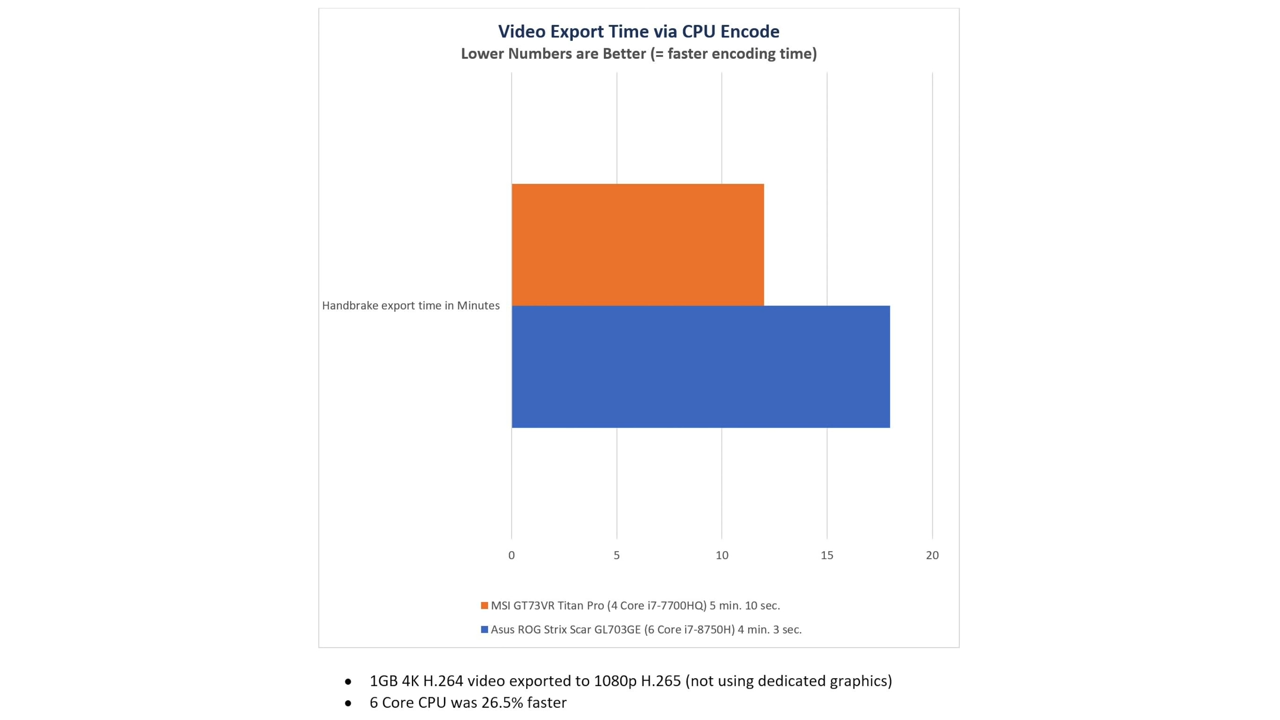 Video Export Time via CPU Encode
Lower Numbers are Better (= faster encoding time)
Handbrake export time in Minutes
0 5 10 15 20
MSI GT73VR Titan Pro (4 Core i7-7700HQ) 5 min. 10 sec.
Asus ROG Strix Scar GL703GE (6 Core i7-8750H) 4 min. 3 sec.
• 1GB 4K H.264 video exported to 1080p H.265 (not using dedicated graphics)
• 6 Core CPU was 26.5% faster